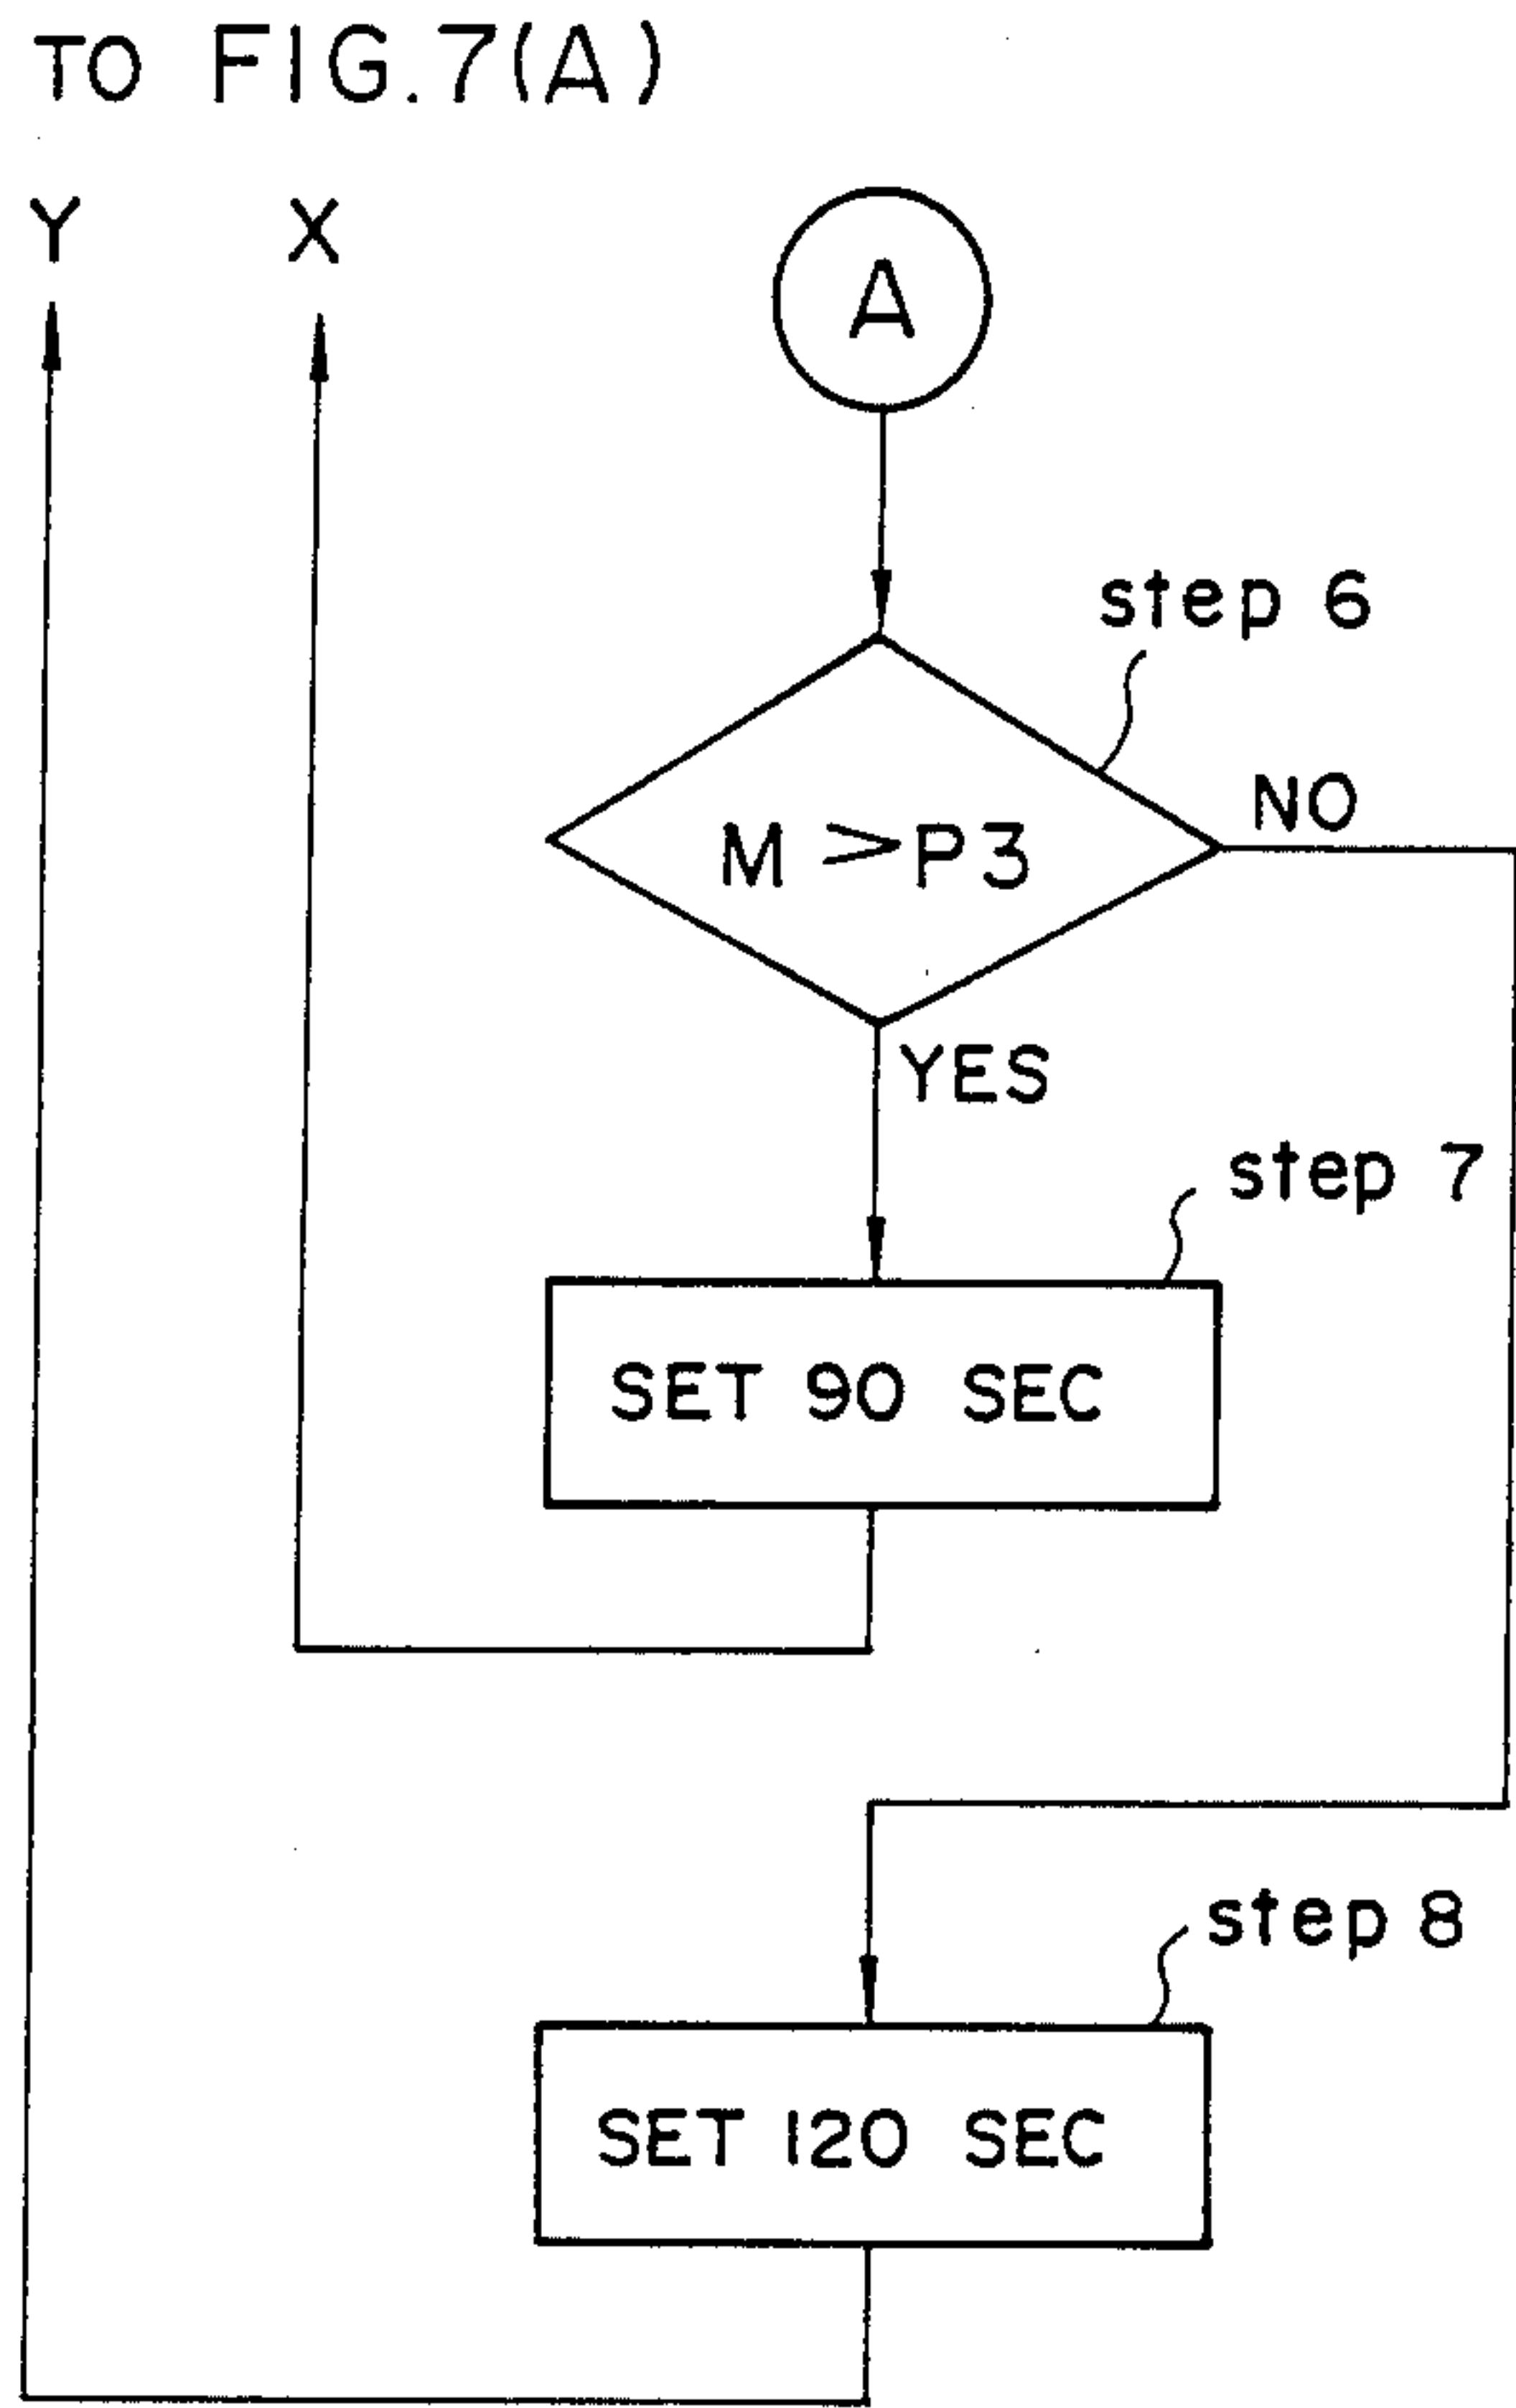 TO FIG.7(A)
Y X
A
step 6
NO
M > P3
YES
step 7
SET 90 SEC
step 8
SET 120 SEC